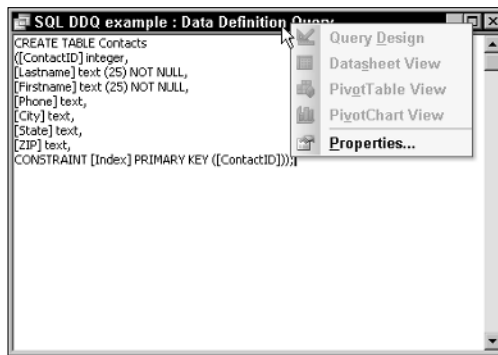 SQL DDQ example : Data Definition Query
CREATE TABLE Contacts
([ContactID] integer,
[Lastname] text (25) NOT NULL,
[Firstname] text (25) NOT NULL,
[Phone] text,
[City] text,
[State] text,
[ZIP] text,
CONSTRAINT [Index] PRIMARY KEY ([ContactID]));
Query Design
Datasheet View
PivotTable View
PivotChart View
Properties...